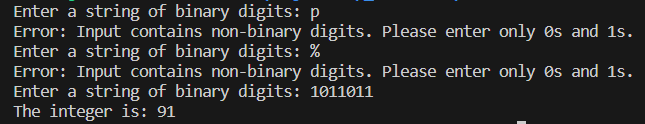 Enter a string of binary digits: p
Error: Input contains non-binary digits. Please enter only 0s and 1s.
Enter a string of binary digits: %
Error: Input contains non-binary digits. Please enter only 0s and 1s.
Enter a string of binary digits: 1011011
The integer is: 91